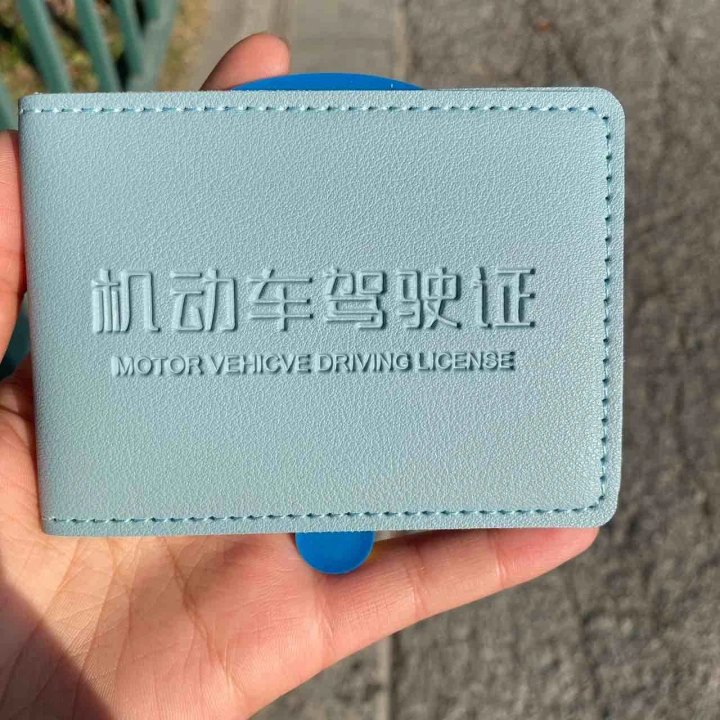 机动车驾驶证
MOTOR VEHICVE DRIVING LICENSE